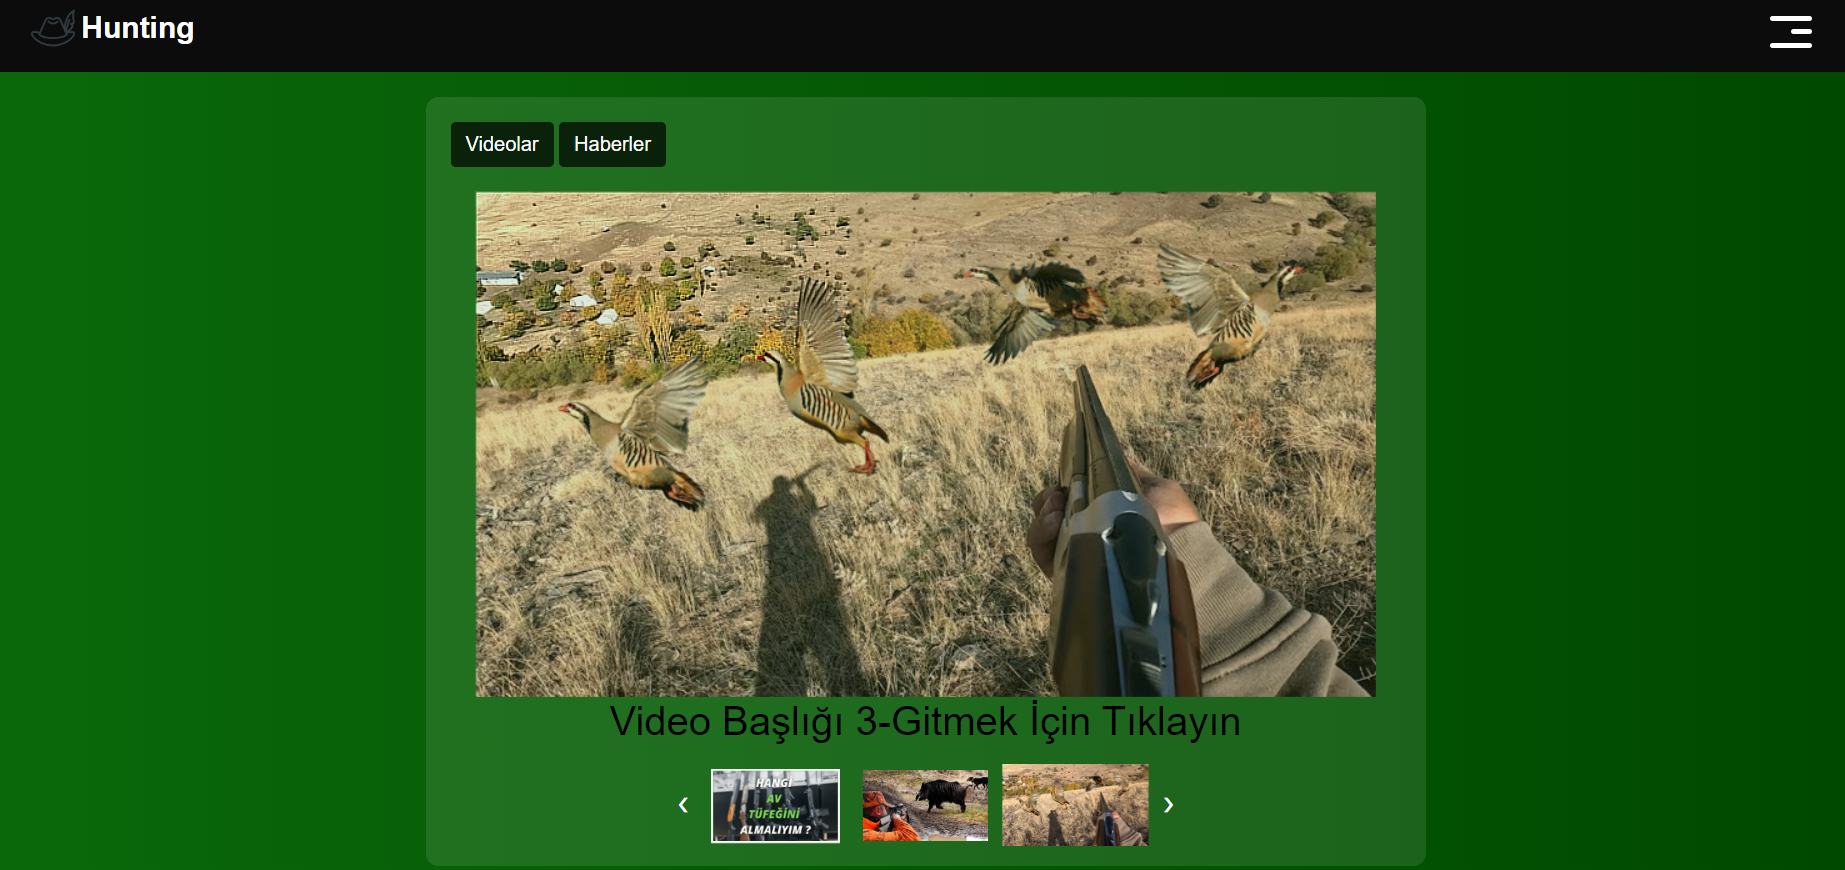 Hunting
Videolar
Haberler
Video Başlığı 3-Gitmek İçin Tıklayın
HANGİ
AV
TÜFEĞİNİ
ALMALIYIM ?